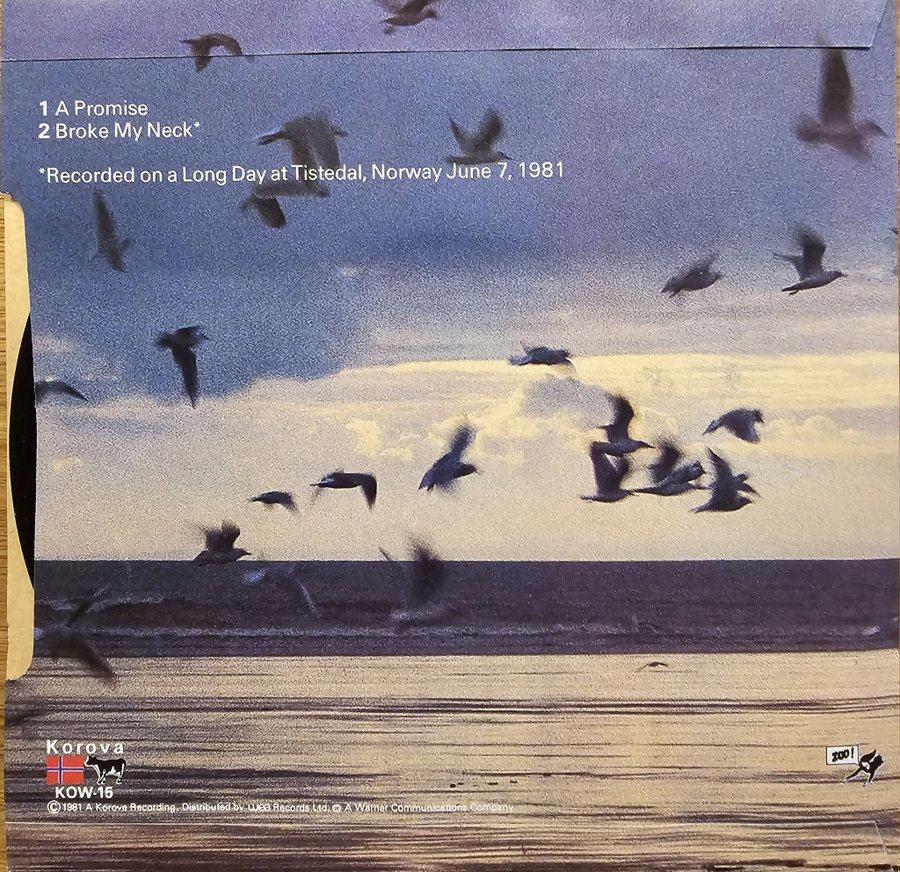 1 A Promise
2 Broke My Neck*
*Recorded on a Long Day at Tistedal, Norway June 7, 1981
Korova
KOW-15
ZOO!
© 1981 A Korova Recording. Distributed by wea Records Ltd. A Warner Communications Company